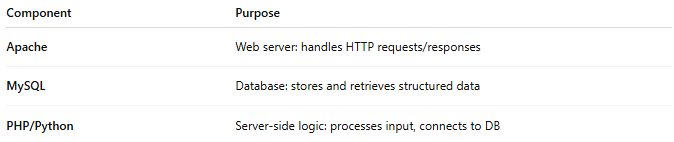 Component Purpose
Apache Web server: handles HTTP requests/responses
MySQL Database: stores and retrieves structured data
PHP/Python Server-side logic: processes input, connects to DB